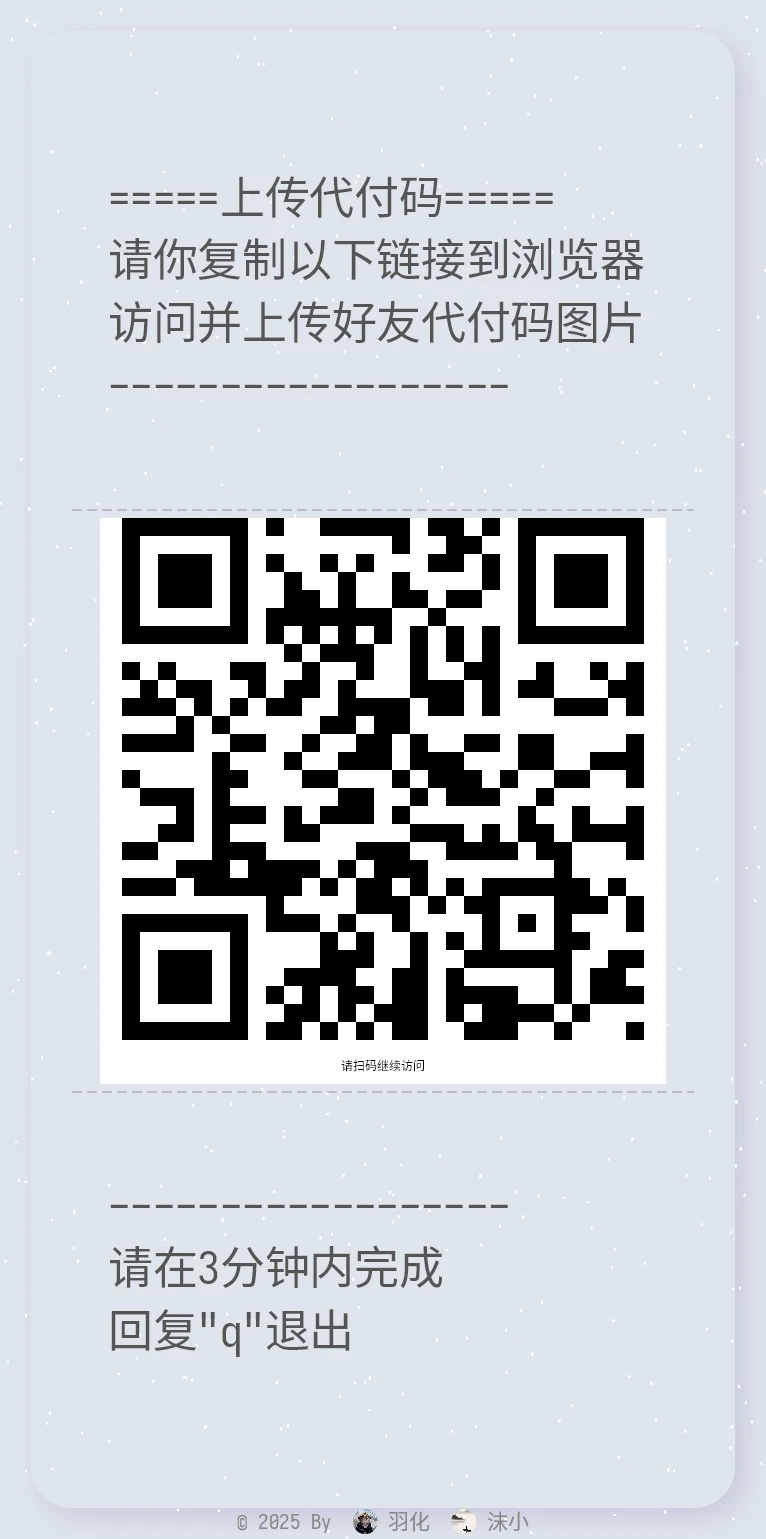 =====上传代付码=====
请你复制以下链接到浏览器
访问并上传好友代付码图片
------------------
请扫码继续访问
------------------
请在3分钟内完成
回复"q"退出
© 2025 By 羽化 沫小